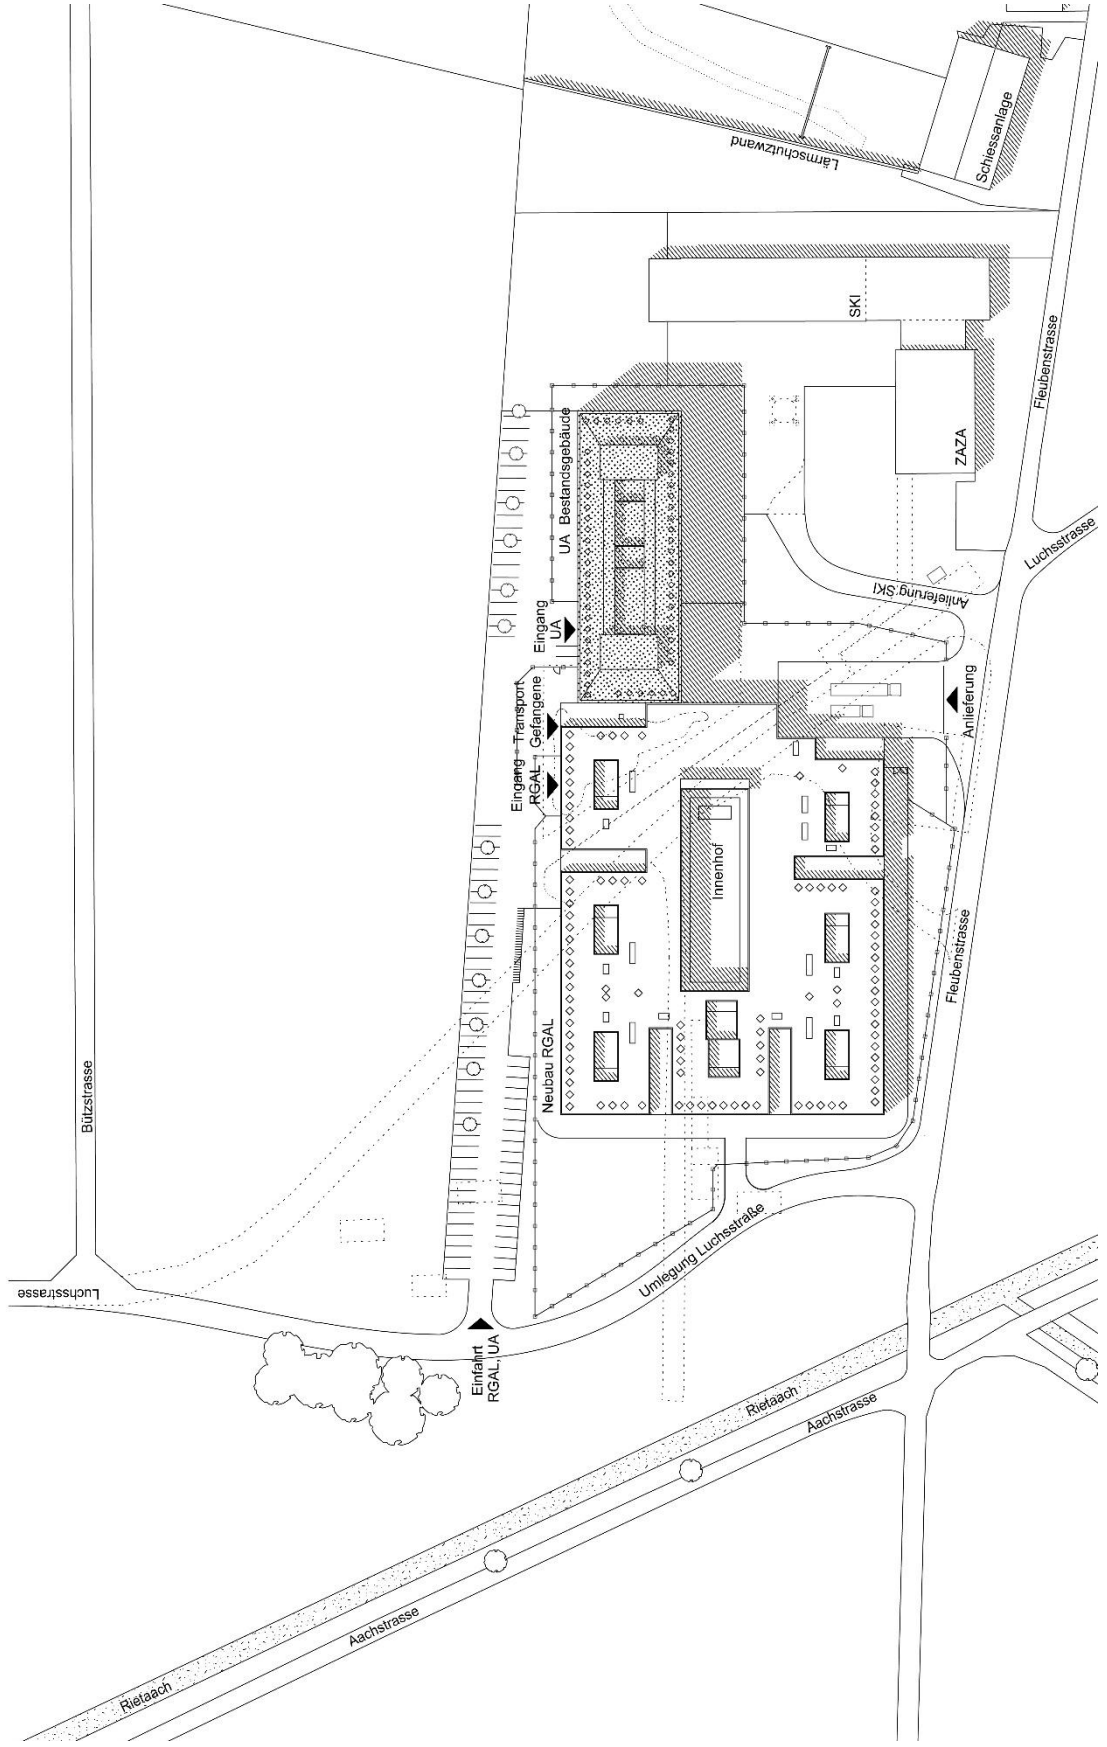 Lärmschutzwand
Schiessanlage
SKI
ZAZA
Fleubenstrasse
Luchsstrasse
Anlieferung SKI
UA Bestandsgebäude
Eingang
UA
Transport
Gefangene
Eingang
RGAL
Anlieferung
Innenhof
Fleubenstrasse
Neubau RGAL
Bützstrasse
Luchsstrasse
Umlegung Luchsstraße
Einfahrt
RGAL, UA
Rietaach
Aachstrasse
Aachstrasse
Rietaach